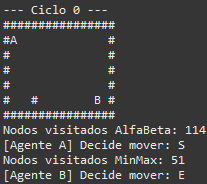 --- Ciclo 0 ---
################
#A             #
#              #
#              #
#              #
#   #        B #
################
Nodos visitados AlfaBeta: 114
[Agente A] Decide mover: S
Nodos visitados MinMax: 51
[Agente B] Decide mover: E